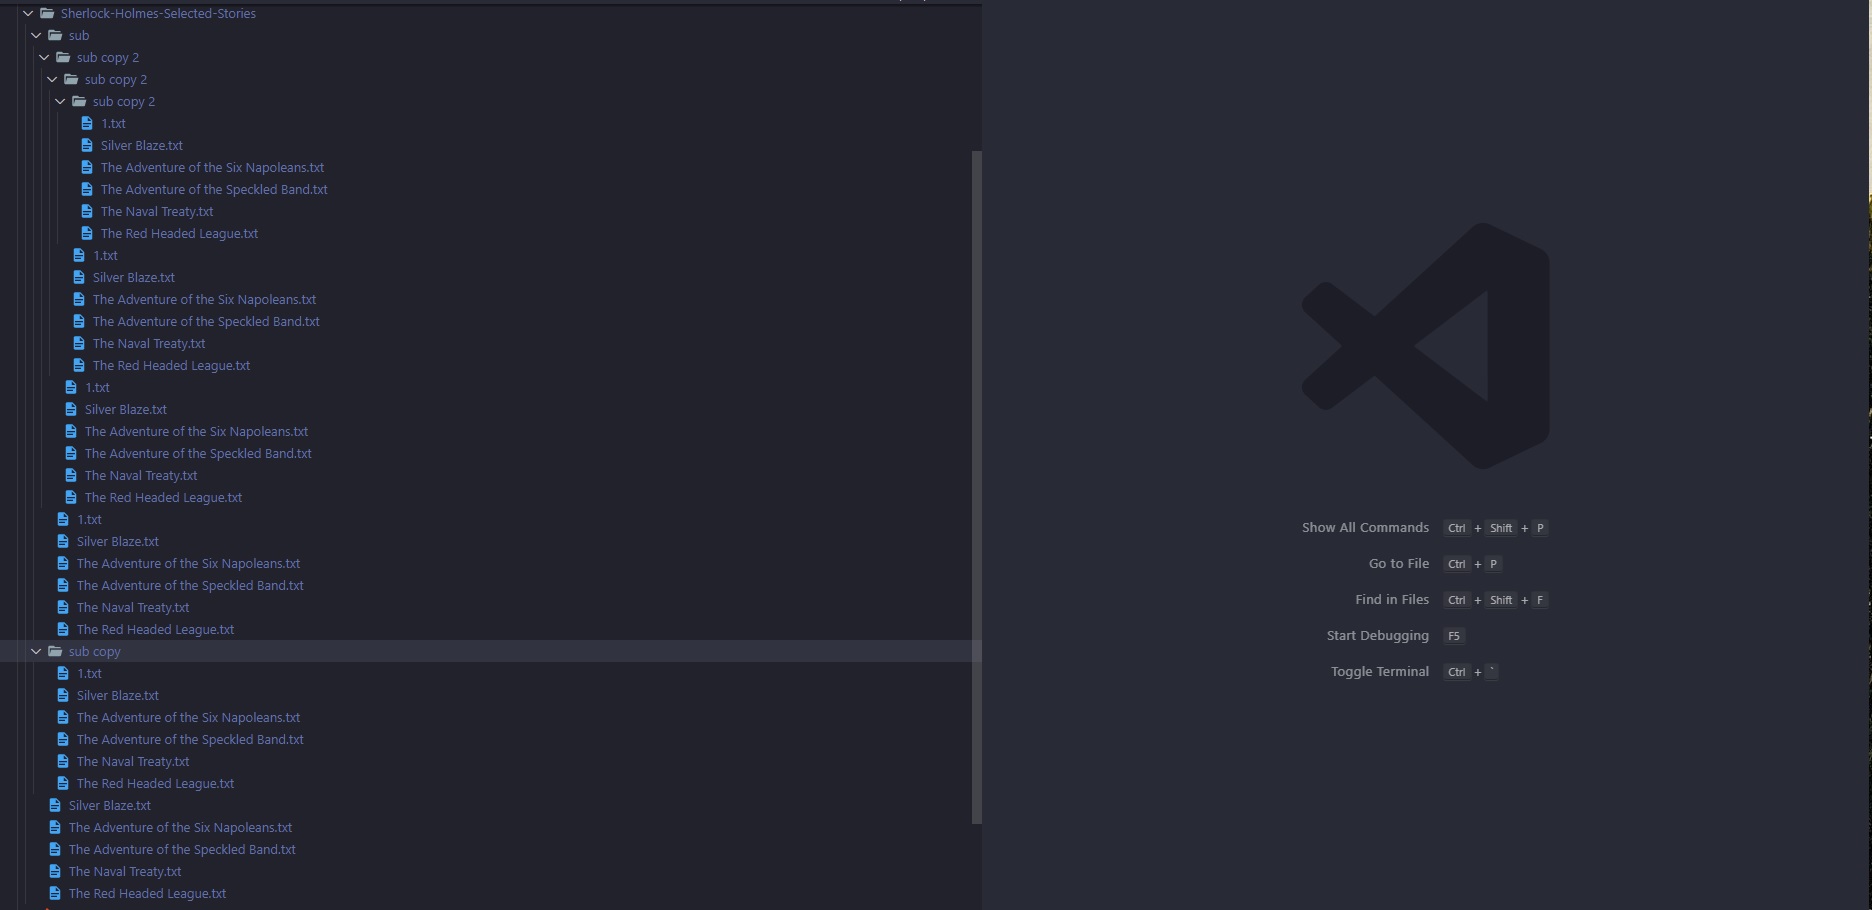 Sherlock-Holmes-Selected-Stories
sub
sub copy 2
sub copy 2
sub copy 2
1.txt
Silver Blaze.txt
The Adventure of the Six Napoleans.txt
The Adventure of the Speckled Band.txt
The Naval Treaty.txt
The Red Headed League.txt
1.txt
Silver Blaze.txt
The Adventure of the Six Napoleans.txt
The Adventure of the Speckled Band.txt
The Naval Treaty.txt
The Red Headed League.txt
1.txt
Silver Blaze.txt
The Adventure of the Six Napoleans.txt
The Adventure of the Speckled Band.txt
The Naval Treaty.txt
The Red Headed League.txt
1.txt
Silver Blaze.txt
The Adventure of the Six Napoleans.txt
The Adventure of the Speckled Band.txt
The Naval Treaty.txt
The Red Headed League.txt
sub copy
1.txt
Silver Blaze.txt
The Adventure of the Six Napoleans.txt
The Adventure of the Speckled Band.txt
The Naval Treaty.txt
The Red Headed League.txt
Silver Blaze.txt
The Adventure of the Six Napoleans.txt
The Adventure of the Speckled Band.txt
The Naval Treaty.txt
The Red Headed League.txt
Show All Commands Ctrl + Shift + P
Go to File Ctrl + P
Find in Files Ctrl + Shift + F
Start Debugging F5
Toggle Terminal Ctrl + `